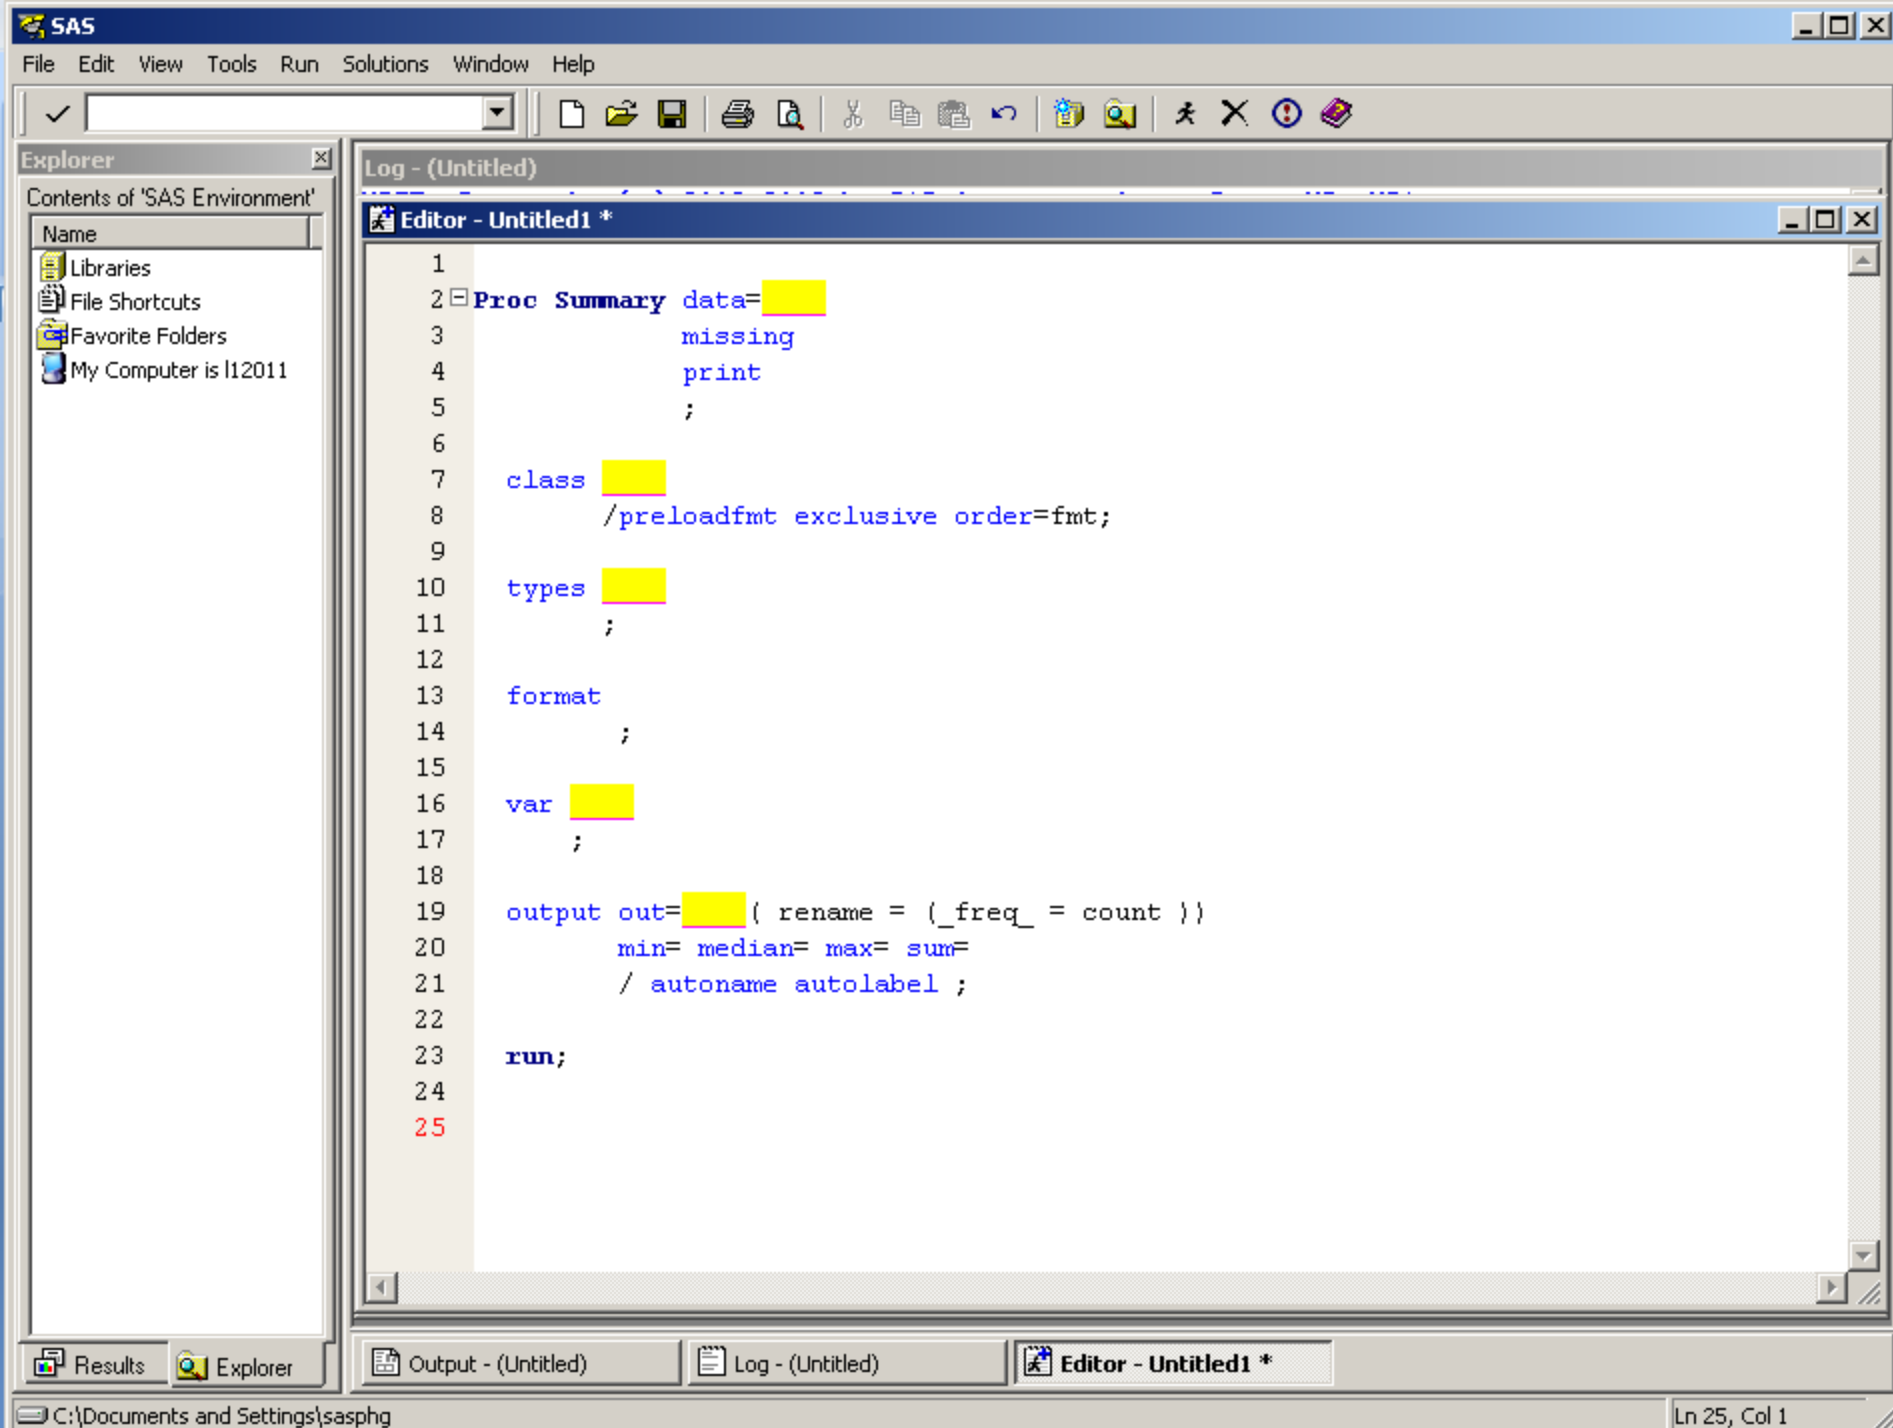 SAS
File Edit View Tools Run Solutions Window Help
Explorer
Contents of 'SAS Environment'
Name
Libraries
File Shortcuts
Favorite Folders
My Computer is l12011
Log - (Untitled)
Editor - Untitled1 *
1
2 Proc Summary data=
3 missing
4 print
5 ;
6
7 class
8 /preloadfmt exclusive order=fmt;
9
10 types
11 ;
12
13 format
14 ;
15
16 var
17 ;
18
19 output out= ( rename = (_freq_ = count ))
20 min= median= max= sum=
21 / autoname autolabel ;
22
23 run;
24
25
Results Explorer
Output - (Untitled) Log - (Untitled) Editor - Untitled1 *
C:\Documents and Settings\sasphg Ln 25, Col 1